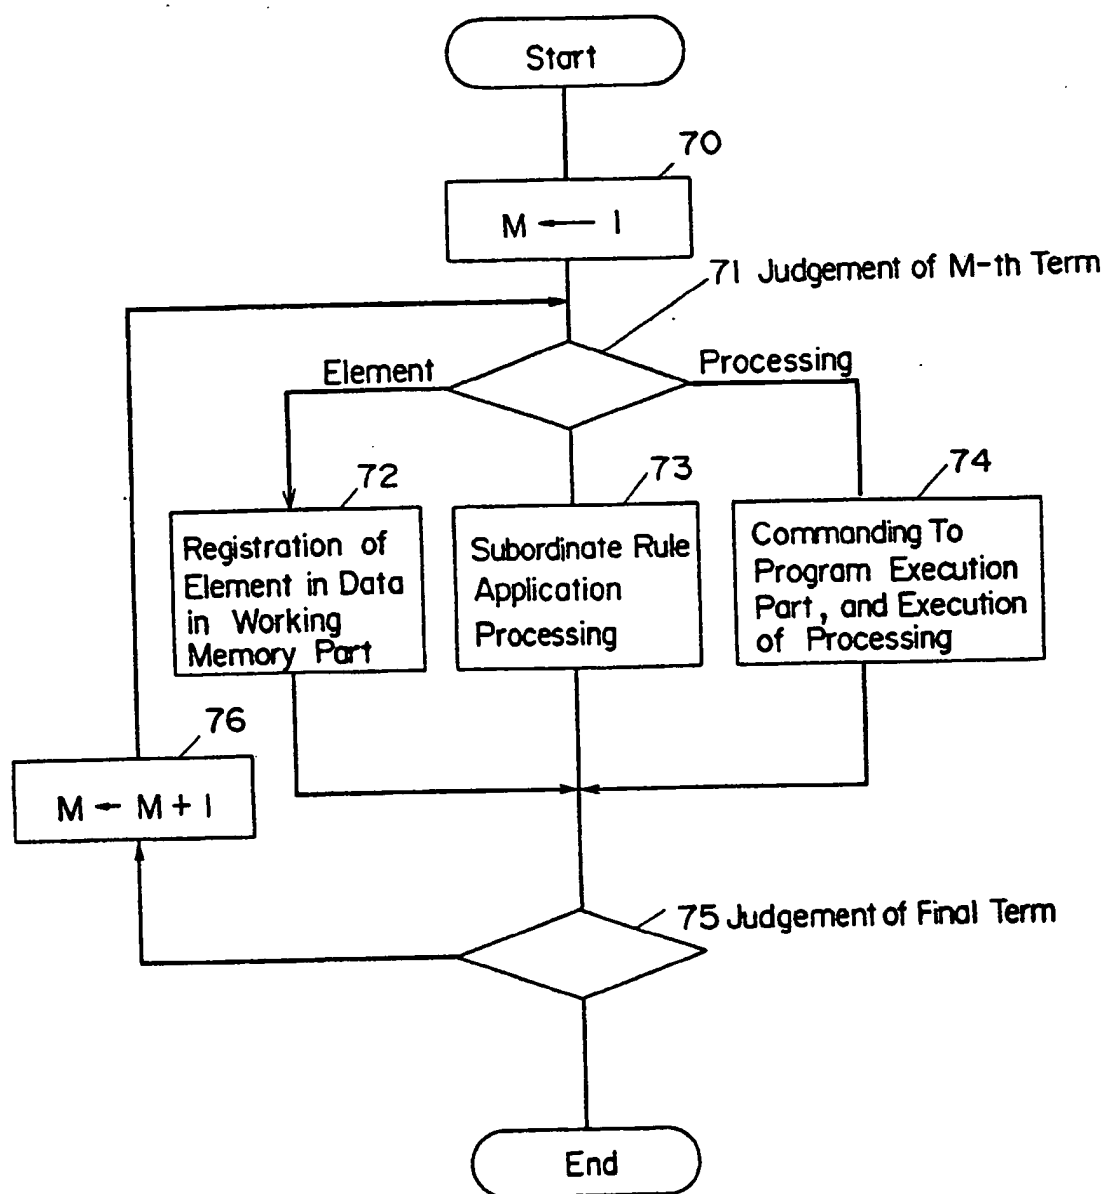 Start
70
M ← 1
71 Judgement of M-th Term
Element
Processing
72
73
74
Registration of
Element in Data
in Working
Memory Part
Subordinate Rule
Application
Processing
Commanding To
Program Execution
Part, and Execution
of Processing
76
M ← M + 1
75 Judgement of Final Term
End